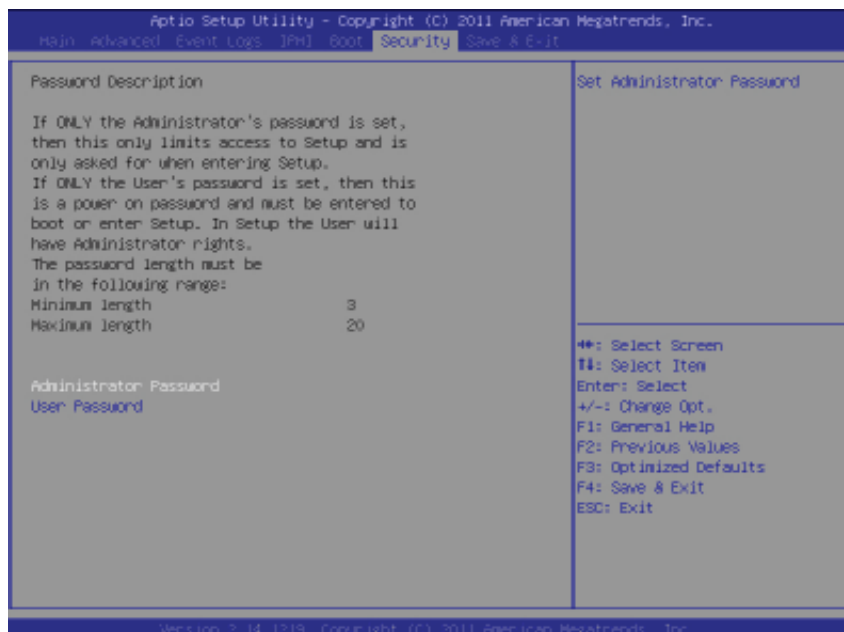 Aptio Setup Utility - Copyright (C) 2011 American Megatrends, Inc.
Main Advanced Event Logs IPMI Boot Security Save & Exit
Password Description
If ONLY the Administrator's password is set,
then this only limits access to Setup and is
only asked for when entering Setup.
If ONLY the User's password is set, then this
is a power on password and must be entered to
boot or enter Setup. In Setup the User will
have Administrator rights.
The password length must be
in the following range:
Minimum length 3
Maximum length 20
Administrator Password
User Password
Set Administrator Password
↔: Select Screen
↑↓: Select Item
Enter: Select
+/-: Change Opt.
F1: General Help
F2: Previous Values
F3: Optimized Defaults
F4: Save & Exit
ESC: Exit
Version 2.14.1219. Copyright (C) 2011 American Megatrends, Inc.